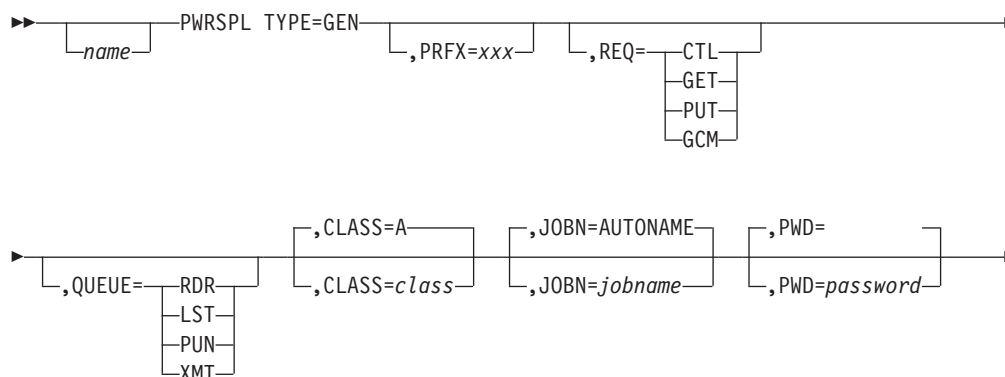 PWRSPL TYPE=GEN
name ,PRFX=xxx ,REQ= CTL
GET
PUT
GCM
,CLASS=A ,JOBN=AUTONAME ,PWD=
,QUEUE= RDR ,CLASS=class ,JOBN=jobname ,PWD=password
LST
PUN
XMT